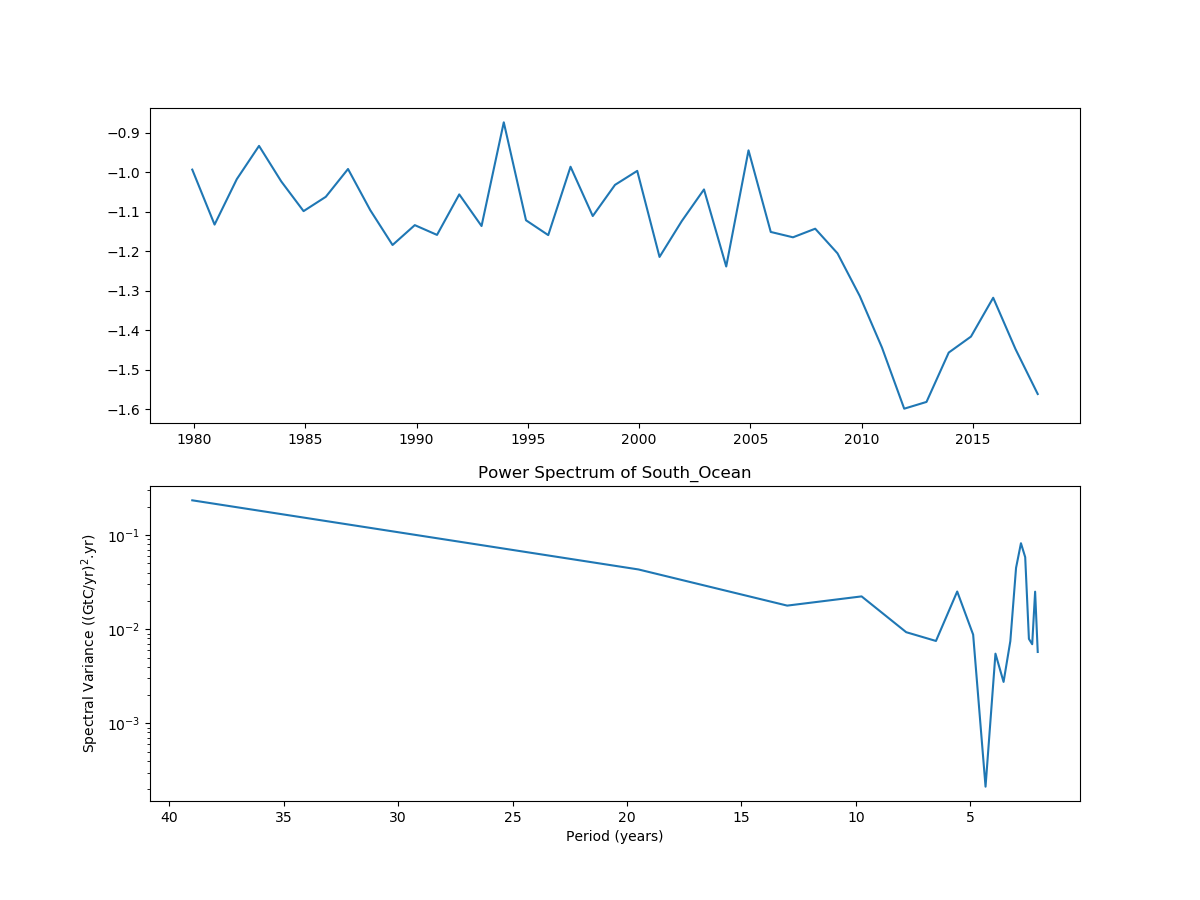 −0.9
−1.0
−1.1
−1.2
−1.3
−1.4
−1.5
−1.6
1980 1985 1990 1995 2000 2005 2010 2015
Power Spectrum of South_Ocean
Spectral Variance ((GtC/yr)².yr)
10⁻¹
10⁻²
10⁻³
40 35 30 25 20 15 10 5
Period (years)